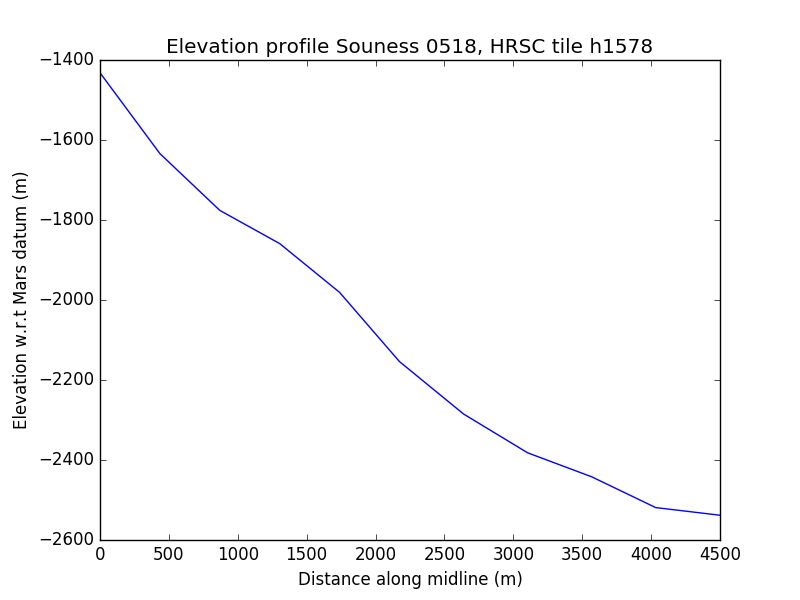 Elevation profile Souness 0518, HRSC tile h1578
Elevation w.r.t Mars datum (m)
−1400
−1600
−1800
−2000
−2200
−2400
−2600
0 500 1000 1500 2000 2500 3000 3500 4000 4500
Distance along midline (m)